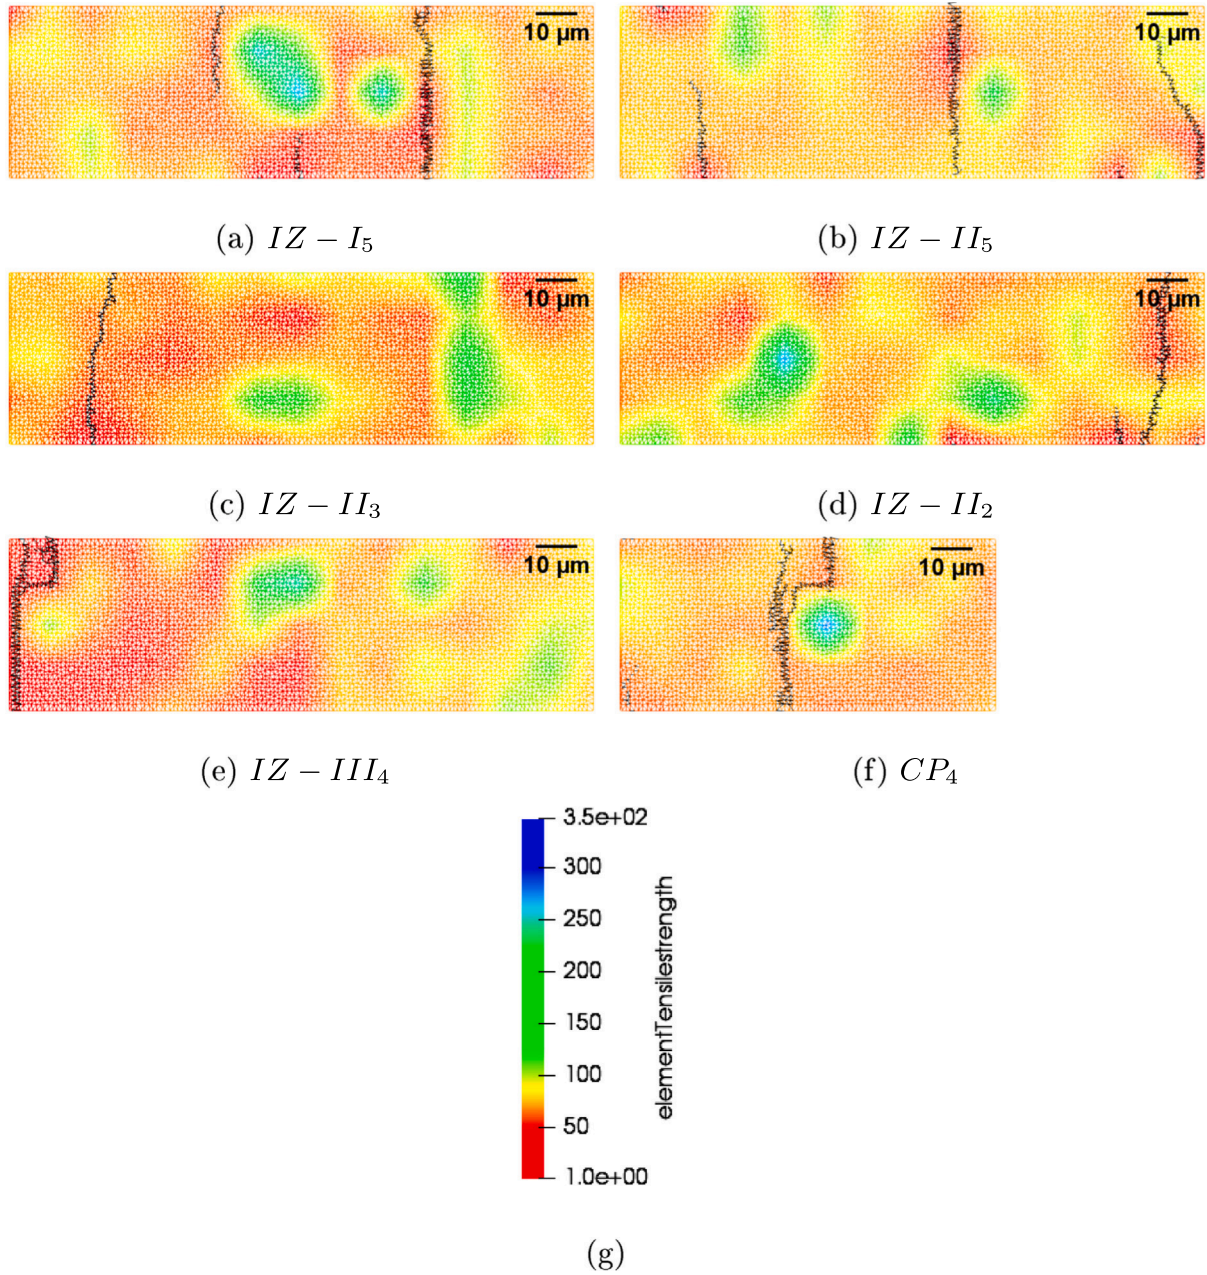 10 µm
10 µm
(a) IZ − I₅
(b) IZ − II₅
10 µm
10 µm
(c) IZ − II₃
(d) IZ − II₂
10 µm
10 µm
(e) IZ − III₄
(f) CP₄
3.5e+02
300
250
200
150
100
50
1.0e+00
elementTensilestrength
(g)